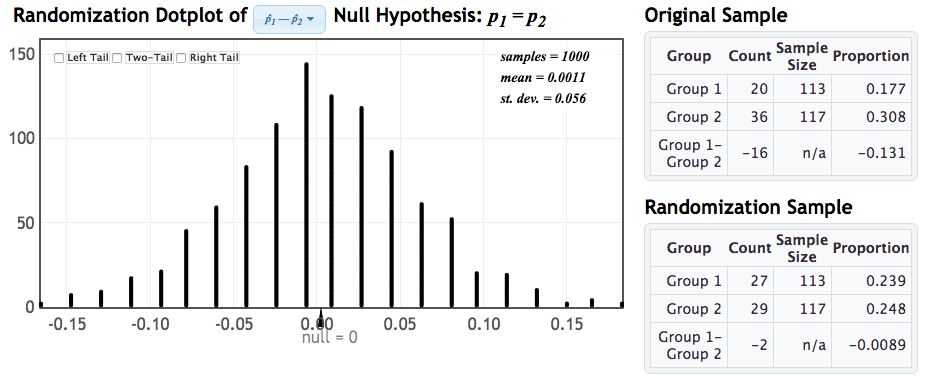 Randomization Dotplot of p̂₁−p̂₂ ▾ Null Hypothesis: p₁=p₂
Left Tail Two-Tail Right Tail
samples = 1000
mean = 0.0011
st. dev. = 0.056
150
100
50
0
-0.15 -0.10 -0.05 0.00 0.05 0.10 0.15
null = 0
Original Sample
Group Count Sample Size Proportion
Group 1 20 113 0.177
Group 2 36 117 0.308
Group 1-
Group 2 -16 n/a -0.131
Randomization Sample
Group Count Sample Size Proportion
Group 1 27 113 0.239
Group 2 29 117 0.248
Group 1-
Group 2 -2 n/a -0.0089